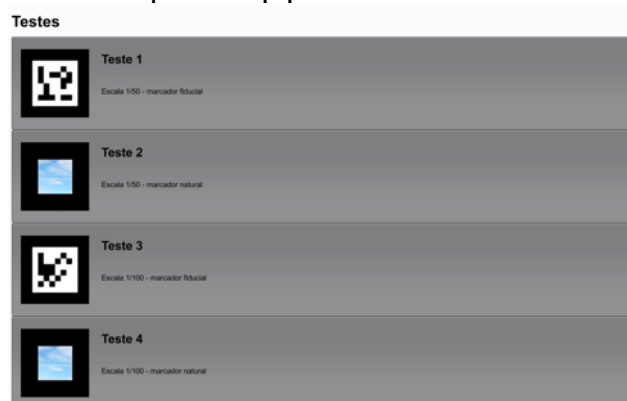 Testes
Teste 1
Escala 1/50 - marcador fiducial
Teste 2
Escala 1/50 - marcador natural
Teste 3
Escala 1/100 - marcador fiducial
Teste 4
Escala 1/100 - marcador natural